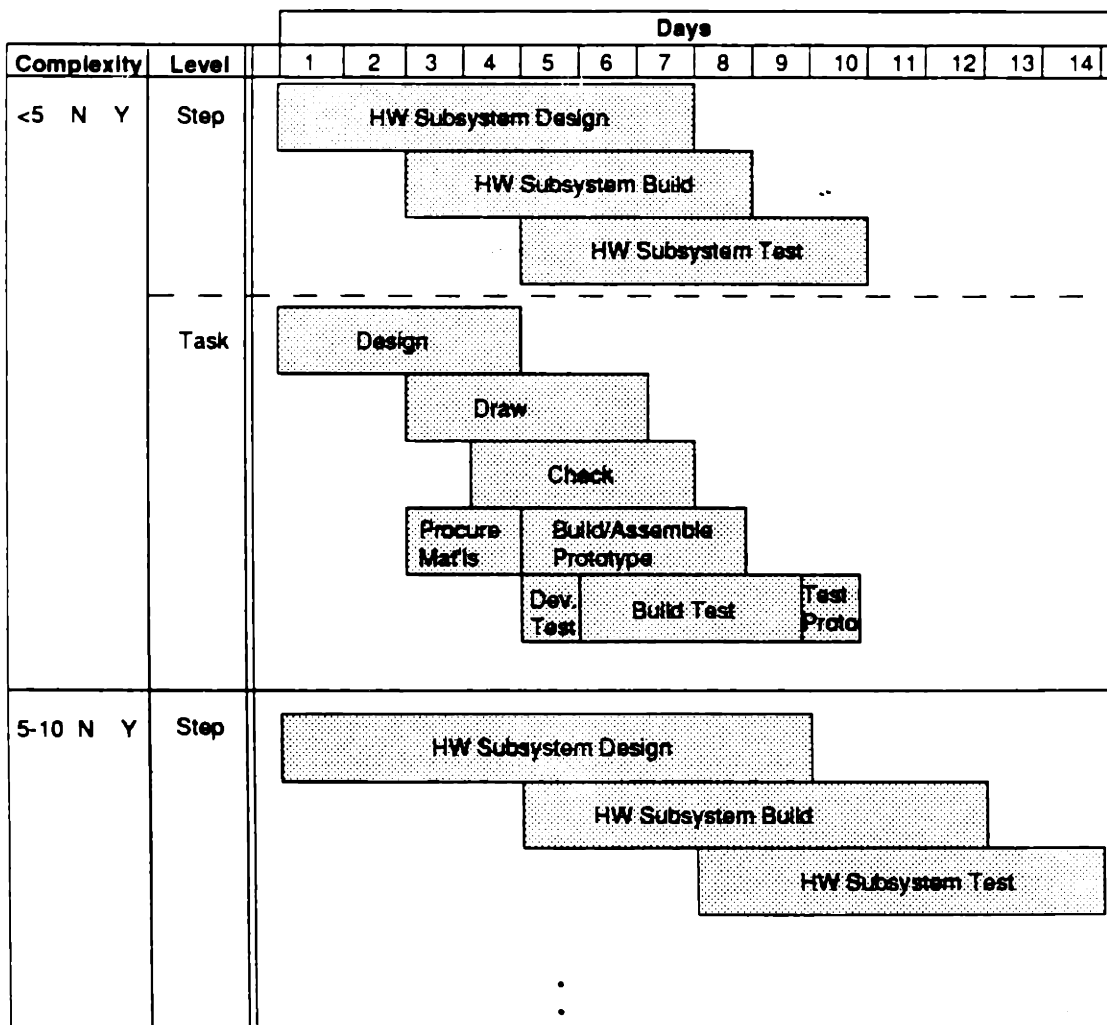 Days
Complexity Level 1 2 3 4 5 6 7 8 9 10 11 12 13 14
<5 N Y Step HW Subsystem Design
HW Subsystem Build
HW Subsystem Test
Task Design
Draw
Check
Procure Build/Assemble
Mat'ls Prototype
Dev. Build Test Test
Test Proto
5-10 N Y Step HW Subsystem Design
HW Subsystem Build
HW Subsystem Test